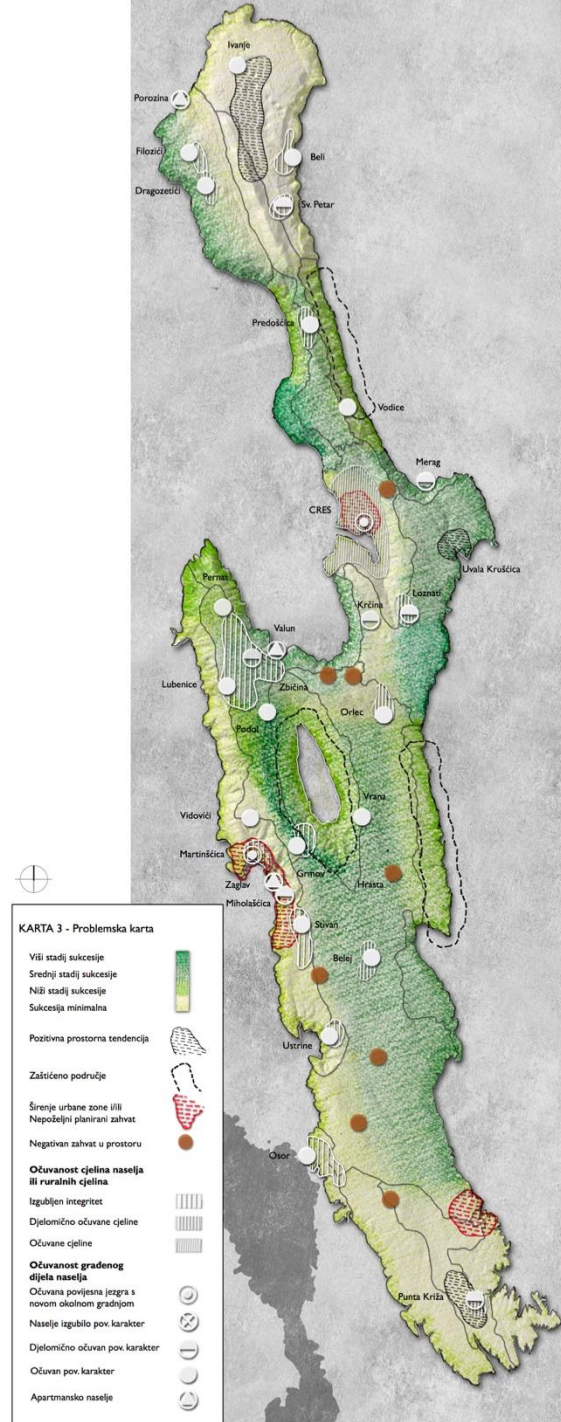 Ivanje
Porozina
Filozići
Beli
Dragozetići
Sv. Petar
Predošćica
Vodice
Merag
CRES
Uvala Krušćica
Pernat
Loznati
Krčina
Valun
Zbičina
Lubenice
Orlec
Podol
Vrana
Vidovići
Martinšćica
Grmov
Zaglav
Hrasta
Miholašćica
Stivan
Belej
Ustrine
Osor
Punta Križa
KARTA 3 - Problemska karta
Viši stadij sukcesije
Srednji stadij sukcesije
Niži stadij sukcesije
Sukcesija minimalna
Pozitivna prostorna tendencija
Zaštićeno područje
Širenje urbane zone i/ili
Nepoželjni planirani zahvat
Negativan zahvat u prostoru
Očuvanost cjelina naselja
ili ruralnih cjelina
Izgubljen integritet
Djelomično očuvane cjeline
Očuvane cjeline
Očuvanost građenog
dijela naselja
Očuvana povijesna jezgra s
novom okolnom gradnjom
Naselje izgubilo pov. karakter
Djelomično očuvan pov. karakter
Očuvan pov. karakter
Apartmansko naselje